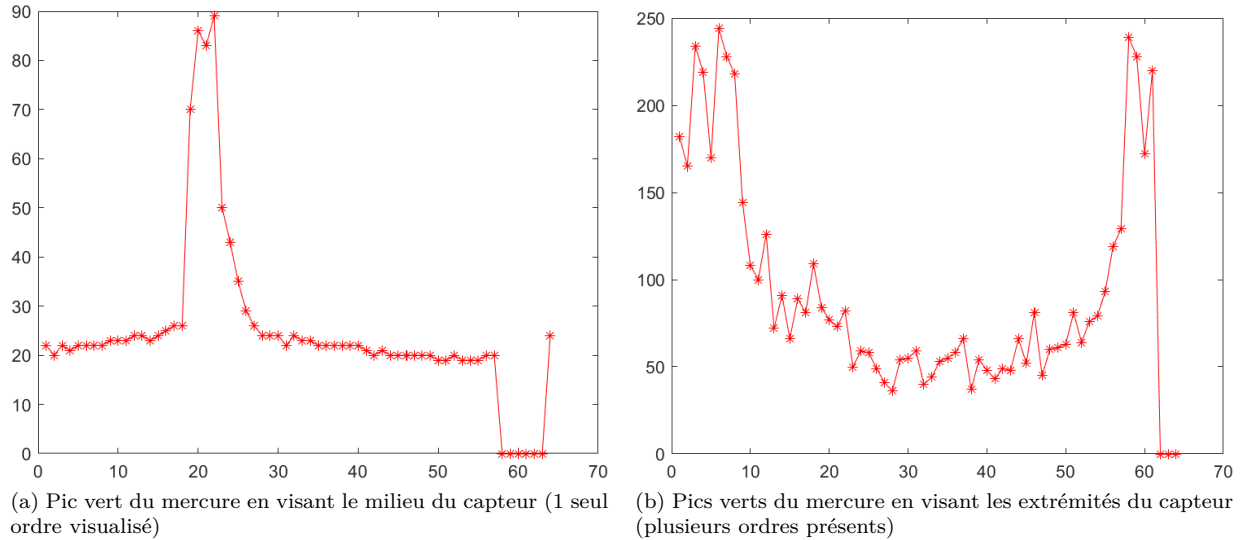 90
80
70
60
50
40
30
20
10
0
0 10 20 30 40 50 60 70
(a) Pic vert du mercure en visant le milieu du capteur (1 seul
ordre visualisé)
250
200
150
100
50
0
0 10 20 30 40 50 60 70
(b) Pics verts du mercure en visant les extrémités du capteur
(plusieurs ordres présents)